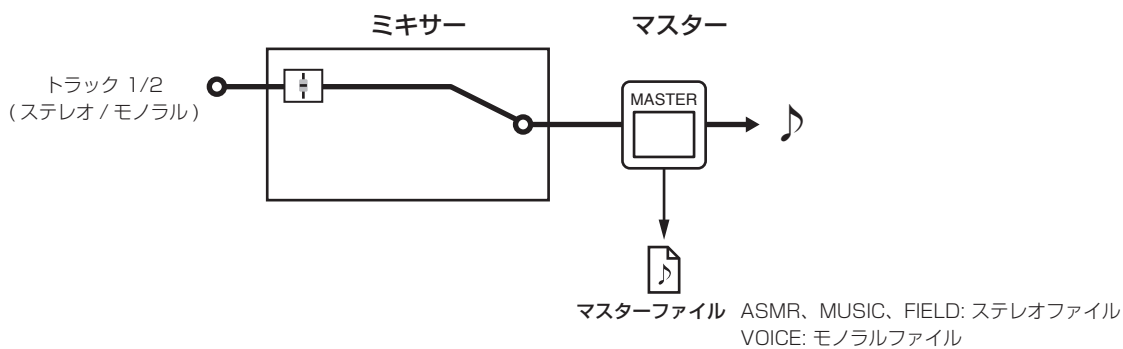 ミキサー
マスター
トラック 1/2
(ステレオ / モノラル)
MASTER
マスターファイル ASMR、MUSIC、FIELD: ステレオファイル
VOICE: モノラルファイル